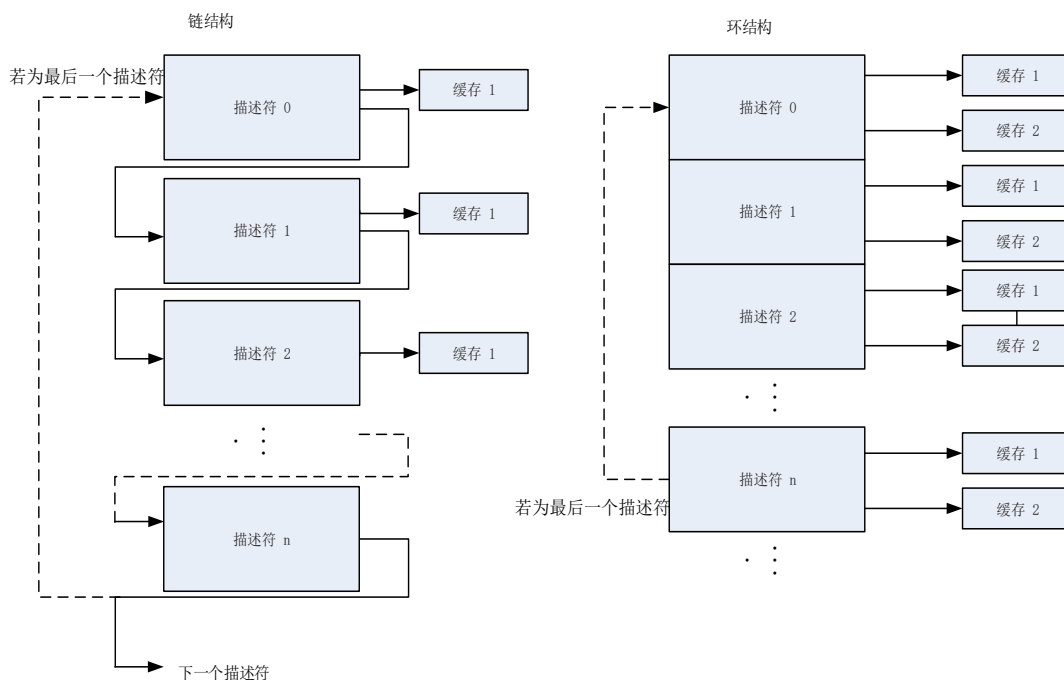 链结构
若为最后一个描述符
描述符 0
缓存 1
描述符 1
缓存 1
描述符 2
缓存 1
描述符 n
下一个描述符
环结构
描述符 0
缓存 1
缓存 2
描述符 1
缓存 1
缓存 2
描述符 2
缓存 1
缓存 2
描述符 n
缓存 1
缓存 2
若为最后一个描述符